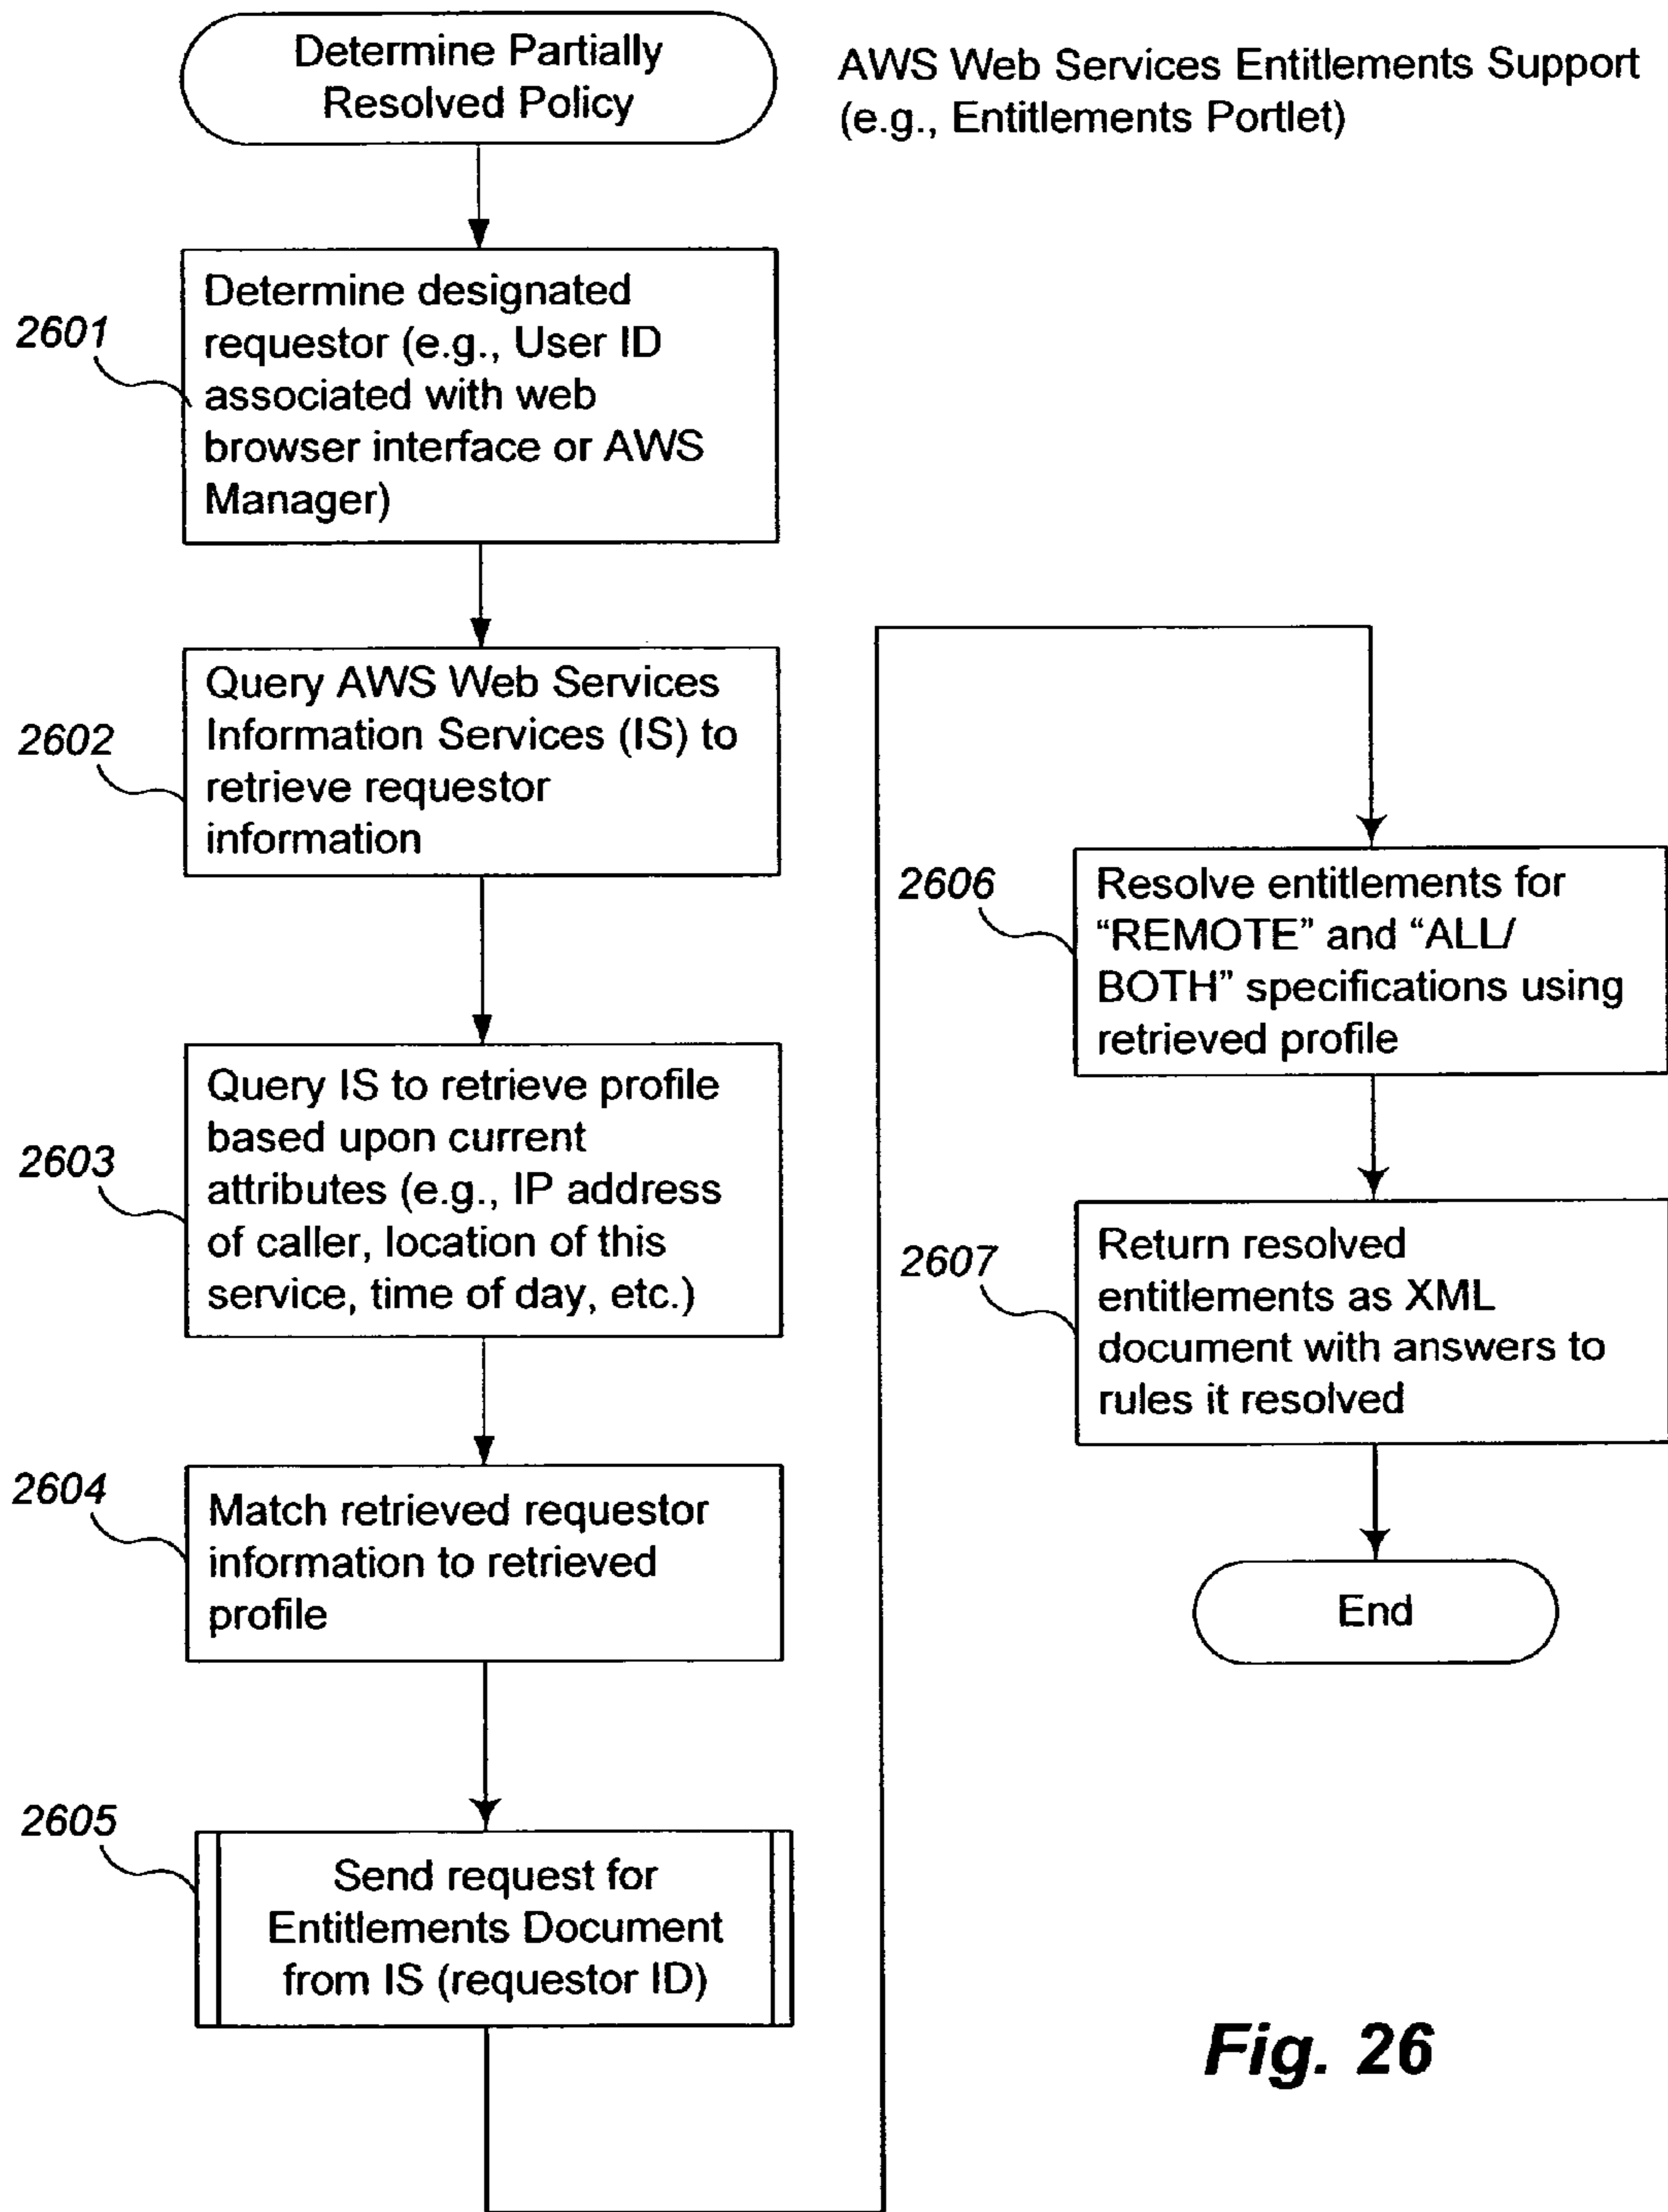 Determine Partially
Resolved Policy
AWS Web Services Entitlements Support
(e.g., Entitlements Portlet)
2601
Determine designated
requestor (e.g., User ID
associated with web
browser interface or AWS
Manager)
2602
Query AWS Web Services
Information Services (IS) to
retrieve requestor
information
2603
Query IS to retrieve profile
based upon current
attributes (e.g., IP address
of caller, location of this
service, time of day, etc.)
2604
Match retrieved requestor
information to retrieved
profile
2605
Send request for
Entitlements Document
from IS (requestor ID)
2606
Resolve entitlements for
“REMOTE” and “ALL/
BOTH” specifications using
retrieved profile
2607
Return resolved
entitlements as XML
document with answers to
rules it resolved
End
Fig. 26